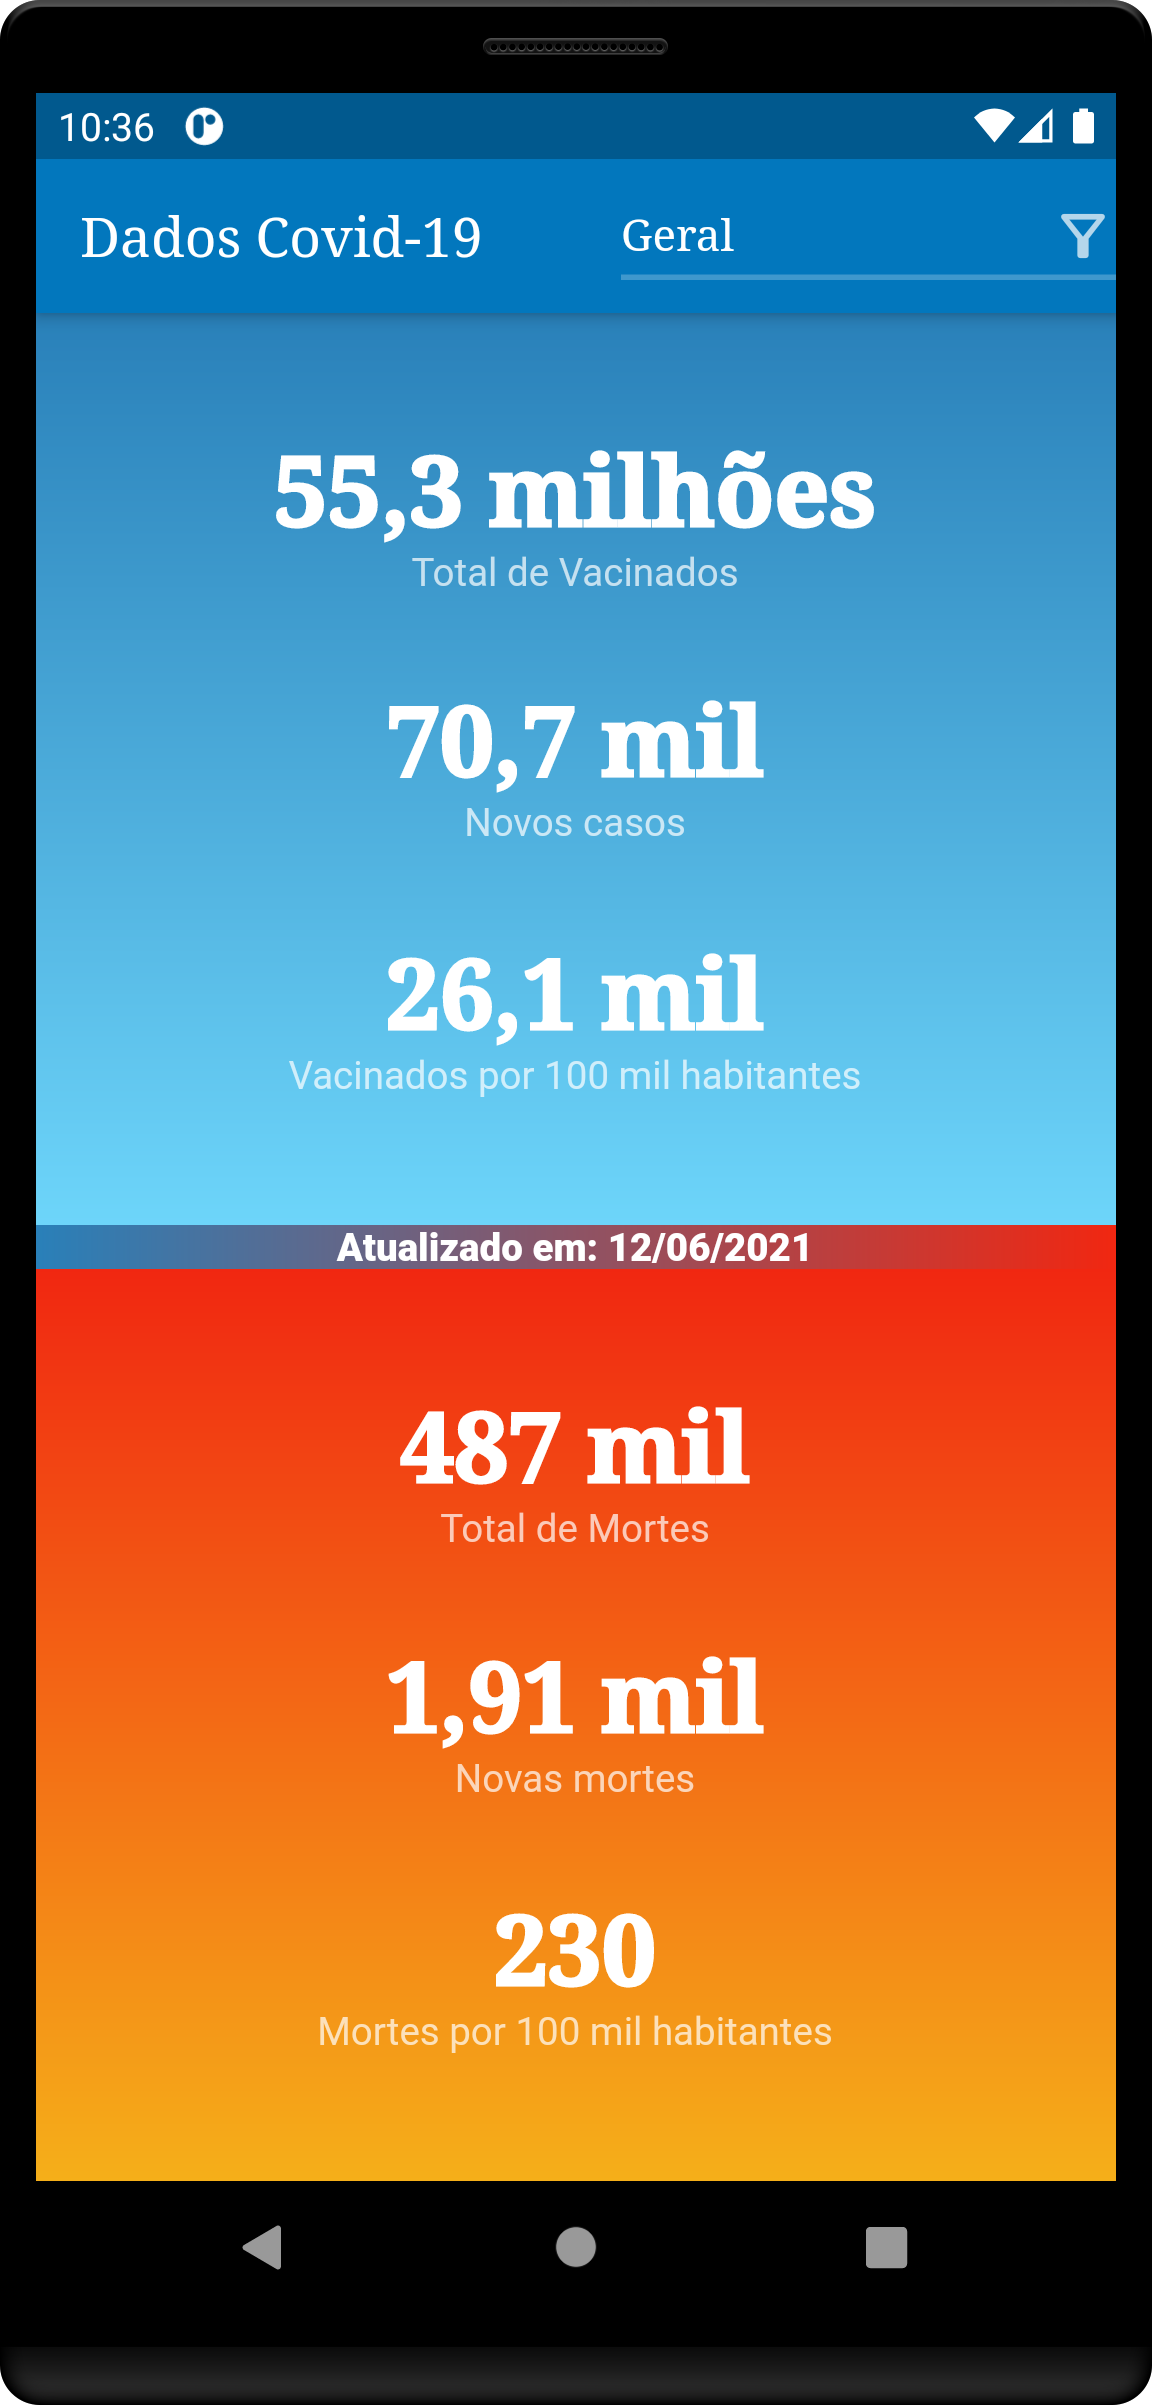 10:36
Dados Covid-19
Geral
55,3 milhões
Total de Vacinados
70,7 mil
Novos casos
26,1 mil
Vacinados por 100 mil habitantes
Atualizado em: 12/06/2021
487 mil
Total de Mortes
1,91 mil
Novas mortes
230
Mortes por 100 mil habitantes